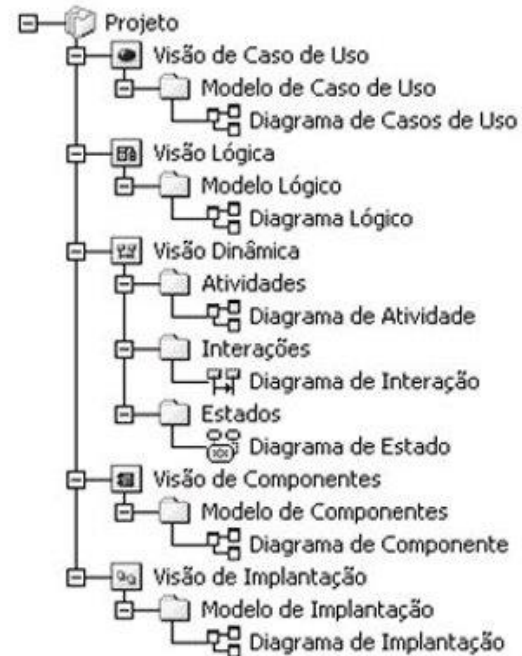 Projeto
Visão de Caso de Uso
Modelo de Caso de Uso
Diagrama de Casos de Uso
Visão Lógica
Modelo Lógico
Diagrama Lógico
Visão Dinâmica
Atividades
Diagrama de Atividade
Interações
Diagrama de Interação
Estados
Diagrama de Estado
Visão de Componentes
Modelo de Componentes
Diagrama de Componente
Visão de Implantação
Modelo de Implantação
Diagrama de Implantação